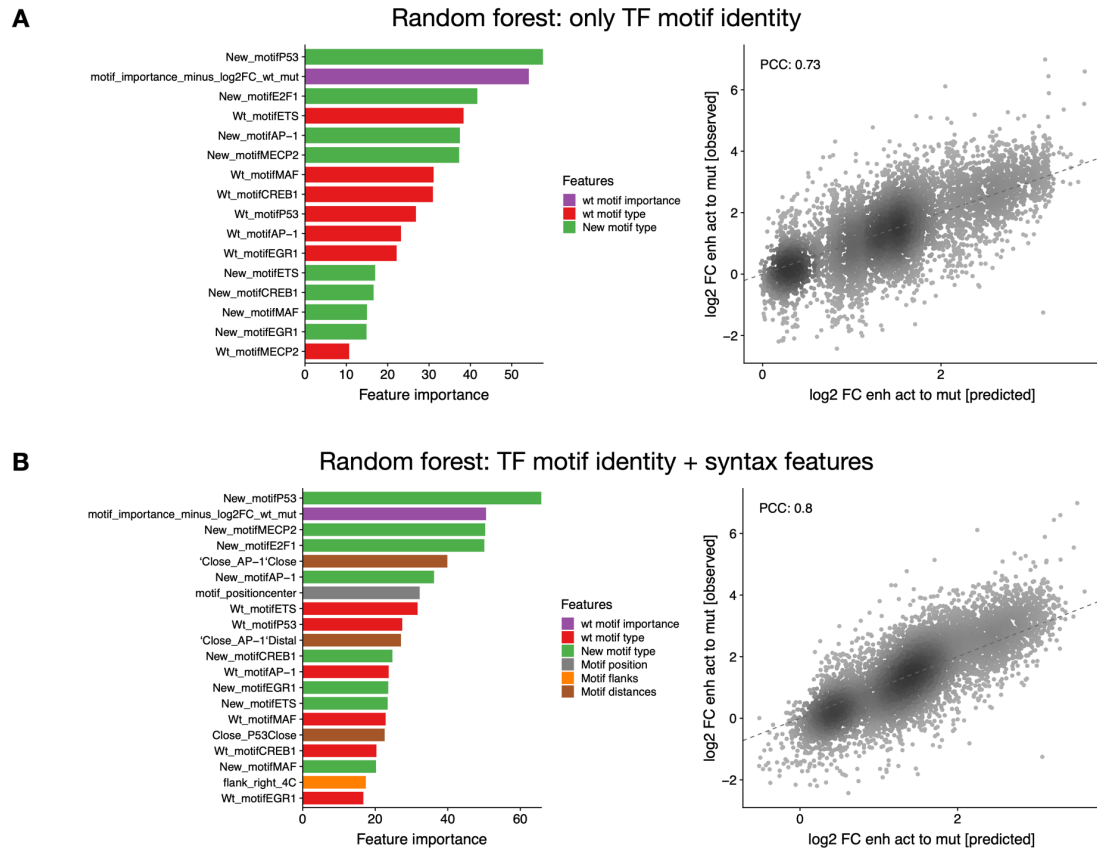 A
Random forest: only TF motif identity
New_motifP53
motif_importance_minus_log2FC_wt_mut
New_motifE2F1
Wt_motifETS
New_motifAP-1
New_motifMECP2
Wt_motifMAF
Wt_motifCREB1
Wt_motifP53
Wt_motifAP-1
Wt_motifEGR1
New_motifETS
New_motifCREB1
New_motifMAF
New_motifEGR1
Wt_motifMECP2
0 10 20 30 40 50
Feature importance
Features
wt motif importance
wt motif type
New motif type
PCC: 0.73
log2 FC enh act to mut [observed]
6
4
2
0
−2
0 2
log2 FC enh act to mut [predicted]
B
Random forest: TF motif identity + syntax features
New_motifP53
motif_importance_minus_log2FC_wt_mut
New_motifMECP2
New_motifE2F1
‘Close_AP-1‘Close
New_motifAP-1
motif_positioncenter
Wt_motifETS
Wt_motifP53
‘Close_AP-1‘Distal
New_motifCREB1
Wt_motifAP-1
New_motifEGR1
New_motifETS
Wt_motifMAF
Close_P53Close
Wt_motifCREB1
New_motifMAF
flank_right_4C
Wt_motifEGR1
0 20 40 60
Feature importance
Features
wt motif importance
wt motif type
New motif type
Motif position
Motif flanks
Motif distances
PCC: 0.8
log2 FC enh act to mut [observed]
6
4
2
0
−2
0 2
log2 FC enh act to mut [predicted]